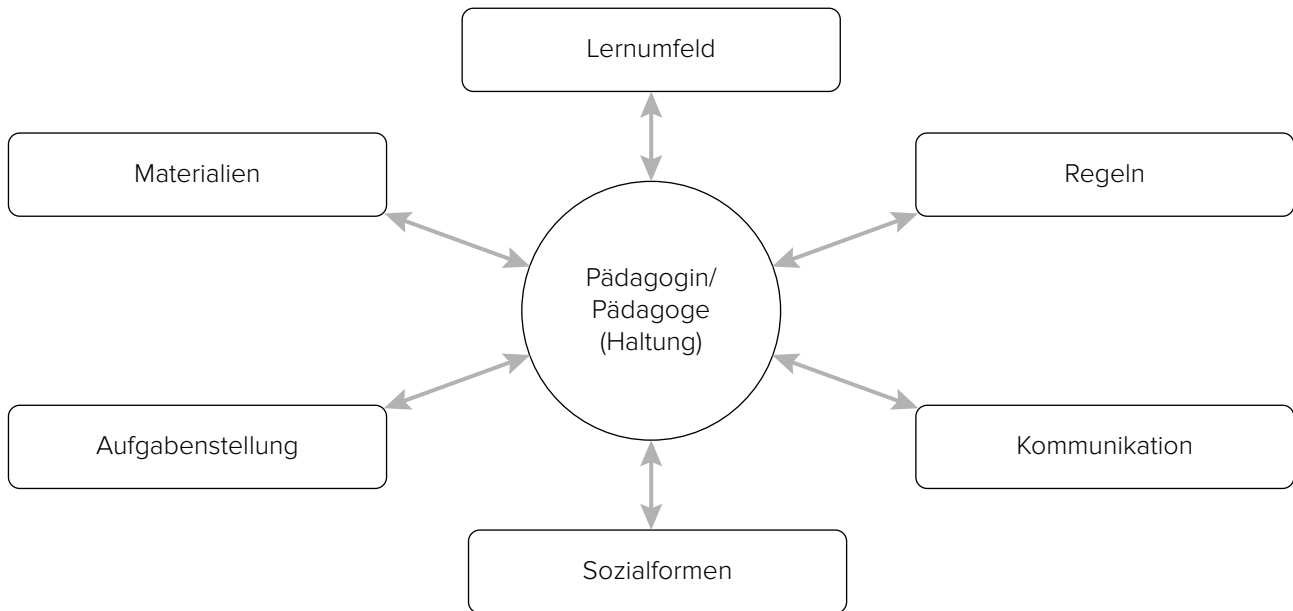 Lernumfeld
Materialien
Regeln
Pädagogin/
Pädagoge
(Haltung)
Aufgabenstellung
Kommunikation
Sozialformen